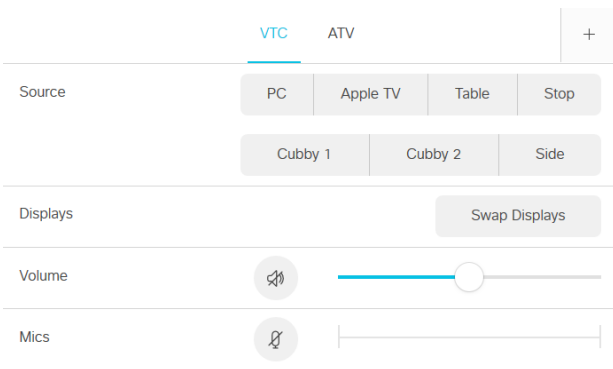 VTC ATV +
Source PC Apple TV Table Stop
Cubby 1 Cubby 2 Side
Displays Swap Displays
Volume
Mics